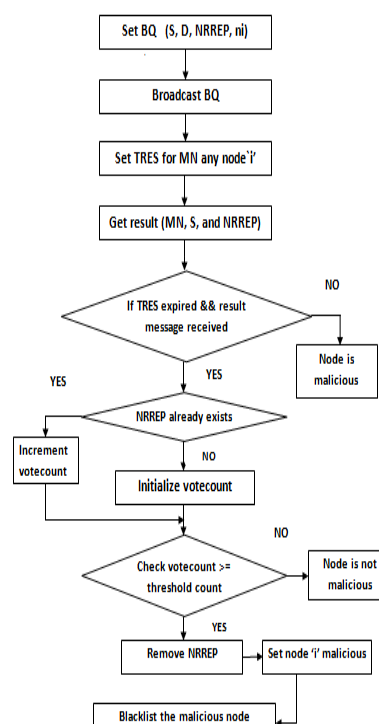 Set BQ (S, D, NRREP, ni)
Broadcast BQ
Set TRES for MN any node`i'
Get result (MN, S, and NRREP)
If TRES expired && result
message received
NO
Node is
malicious
YES
YES
NRREP already exists
Increment
votecount
NO
Initialize votecount
Check votecount >=
threshold count
NO
Node is not
malicious
YES
Remove NRREP
Set node 'i' malicious
Blacklist the malicious node